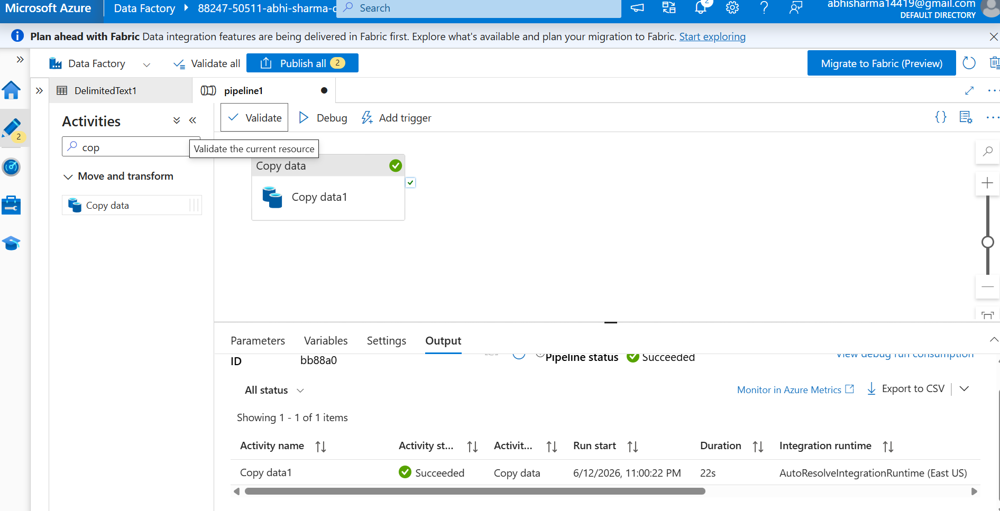 Microsoft Azure
Data Factory
88247-50511-abhi-sharma-c
Search
2
abhisharma14419@gmail.com
DEFAULT DIRECTORY
Plan ahead with Fabric Data integration features are being delivered in Fabric first. Explore what's available and plan your migration to Fabric. Start exploring
Data Factory
Validate all
Publish all 2
Migrate to Fabric (Preview)
DelimitedText1
pipeline1
Activities
Validate
Debug
Add trigger
2
cop
Validate the current resource
Move and transform
Copy data
Copy data
Copy data1
Parameters
Variables
Settings
Output
ID
bb88a0
Pipeline status
Succeeded
View debug run consumption
All status
Monitor in Azure Metrics
Export to CSV
Showing 1 - 1 of 1 items
Activity name
Activity st...
Activit...
Run start
Duration
Integration runtime
Copy data1
Succeeded
Copy data
6/12/2026, 11:00:22 PM
22s
AutoResolveIntegrationRuntime (East US)